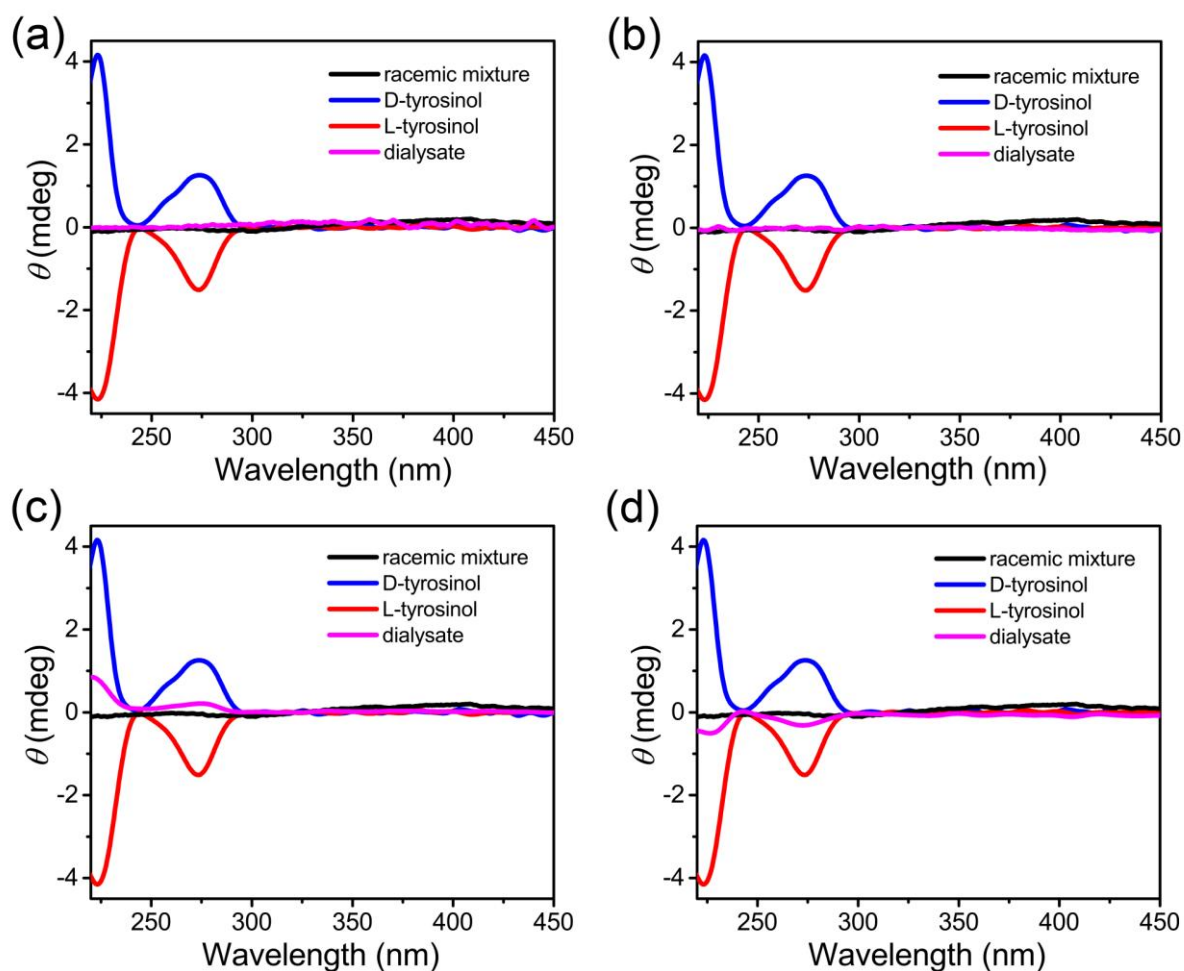 (a)
4
2
0
-2
-4
θ (mdeg)
racemic mixture
D-tyrosinol
L-tyrosinol
dialysate
250 300 350 400 450
Wavelength (nm)
(b)
4
2
0
-2
-4
θ (mdeg)
racemic mixture
D-tyrosinol
L-tyrosinol
dialysate
250 300 350 400 450
Wavelength (nm)
(c)
4
2
0
-2
-4
θ (mdeg)
racemic mixture
D-tyrosinol
L-tyrosinol
dialysate
250 300 350 400 450
Wavelength (nm)
(d)
4
2
0
-2
-4
θ (mdeg)
racemic mixture
D-tyrosinol
L-tyrosinol
dialysate
250 300 350 400 450
Wavelength (nm)